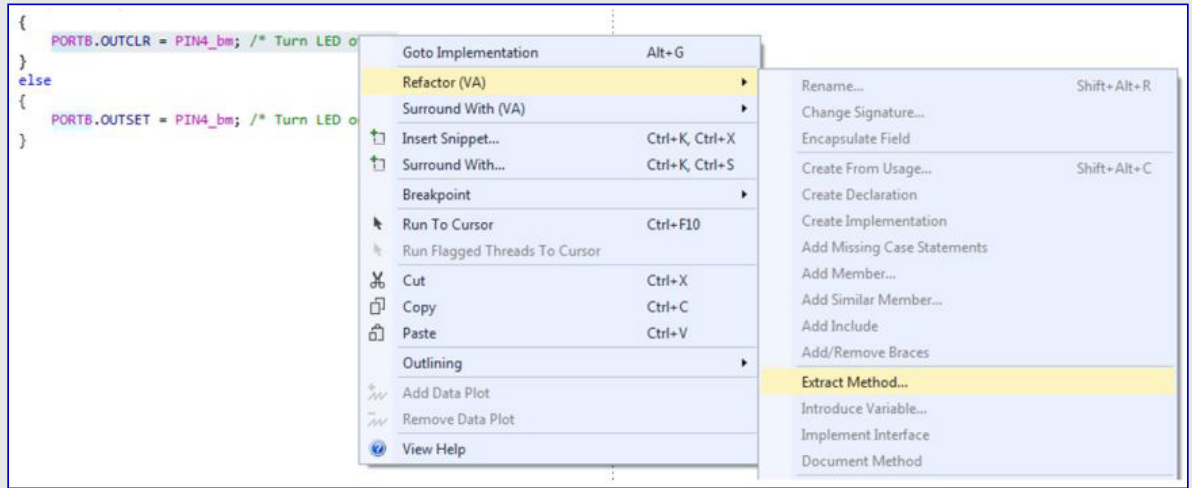 {
PORTB.OUTCLR = PIN4_bm; /* Turn LED
}
else
{
PORTB.OUTSET = PIN4_bm; /* Turn LED
}
Goto Implementation Alt+G
Refactor (VA)
Surround With (VA)
Insert Snippet... Ctrl+K, Ctrl+X
Surround With... Ctrl+K, Ctrl+S
Breakpoint
Run To Cursor Ctrl+F10
Run Flagged Threads To Cursor
Cut Ctrl+X
Copy Ctrl+C
Paste Ctrl+V
Outlining
Add Data Plot
Remove Data Plot
View Help
Rename... Shift+Alt+R
Change Signature...
Encapsulate Field
Create From Usage... Shift+Alt+C
Create Declaration
Create Implementation
Add Missing Case Statements
Add Member...
Add Similar Member...
Add Include
Add/Remove Braces
Extract Method...
Introduce Variable...
Implement Interface
Document Method